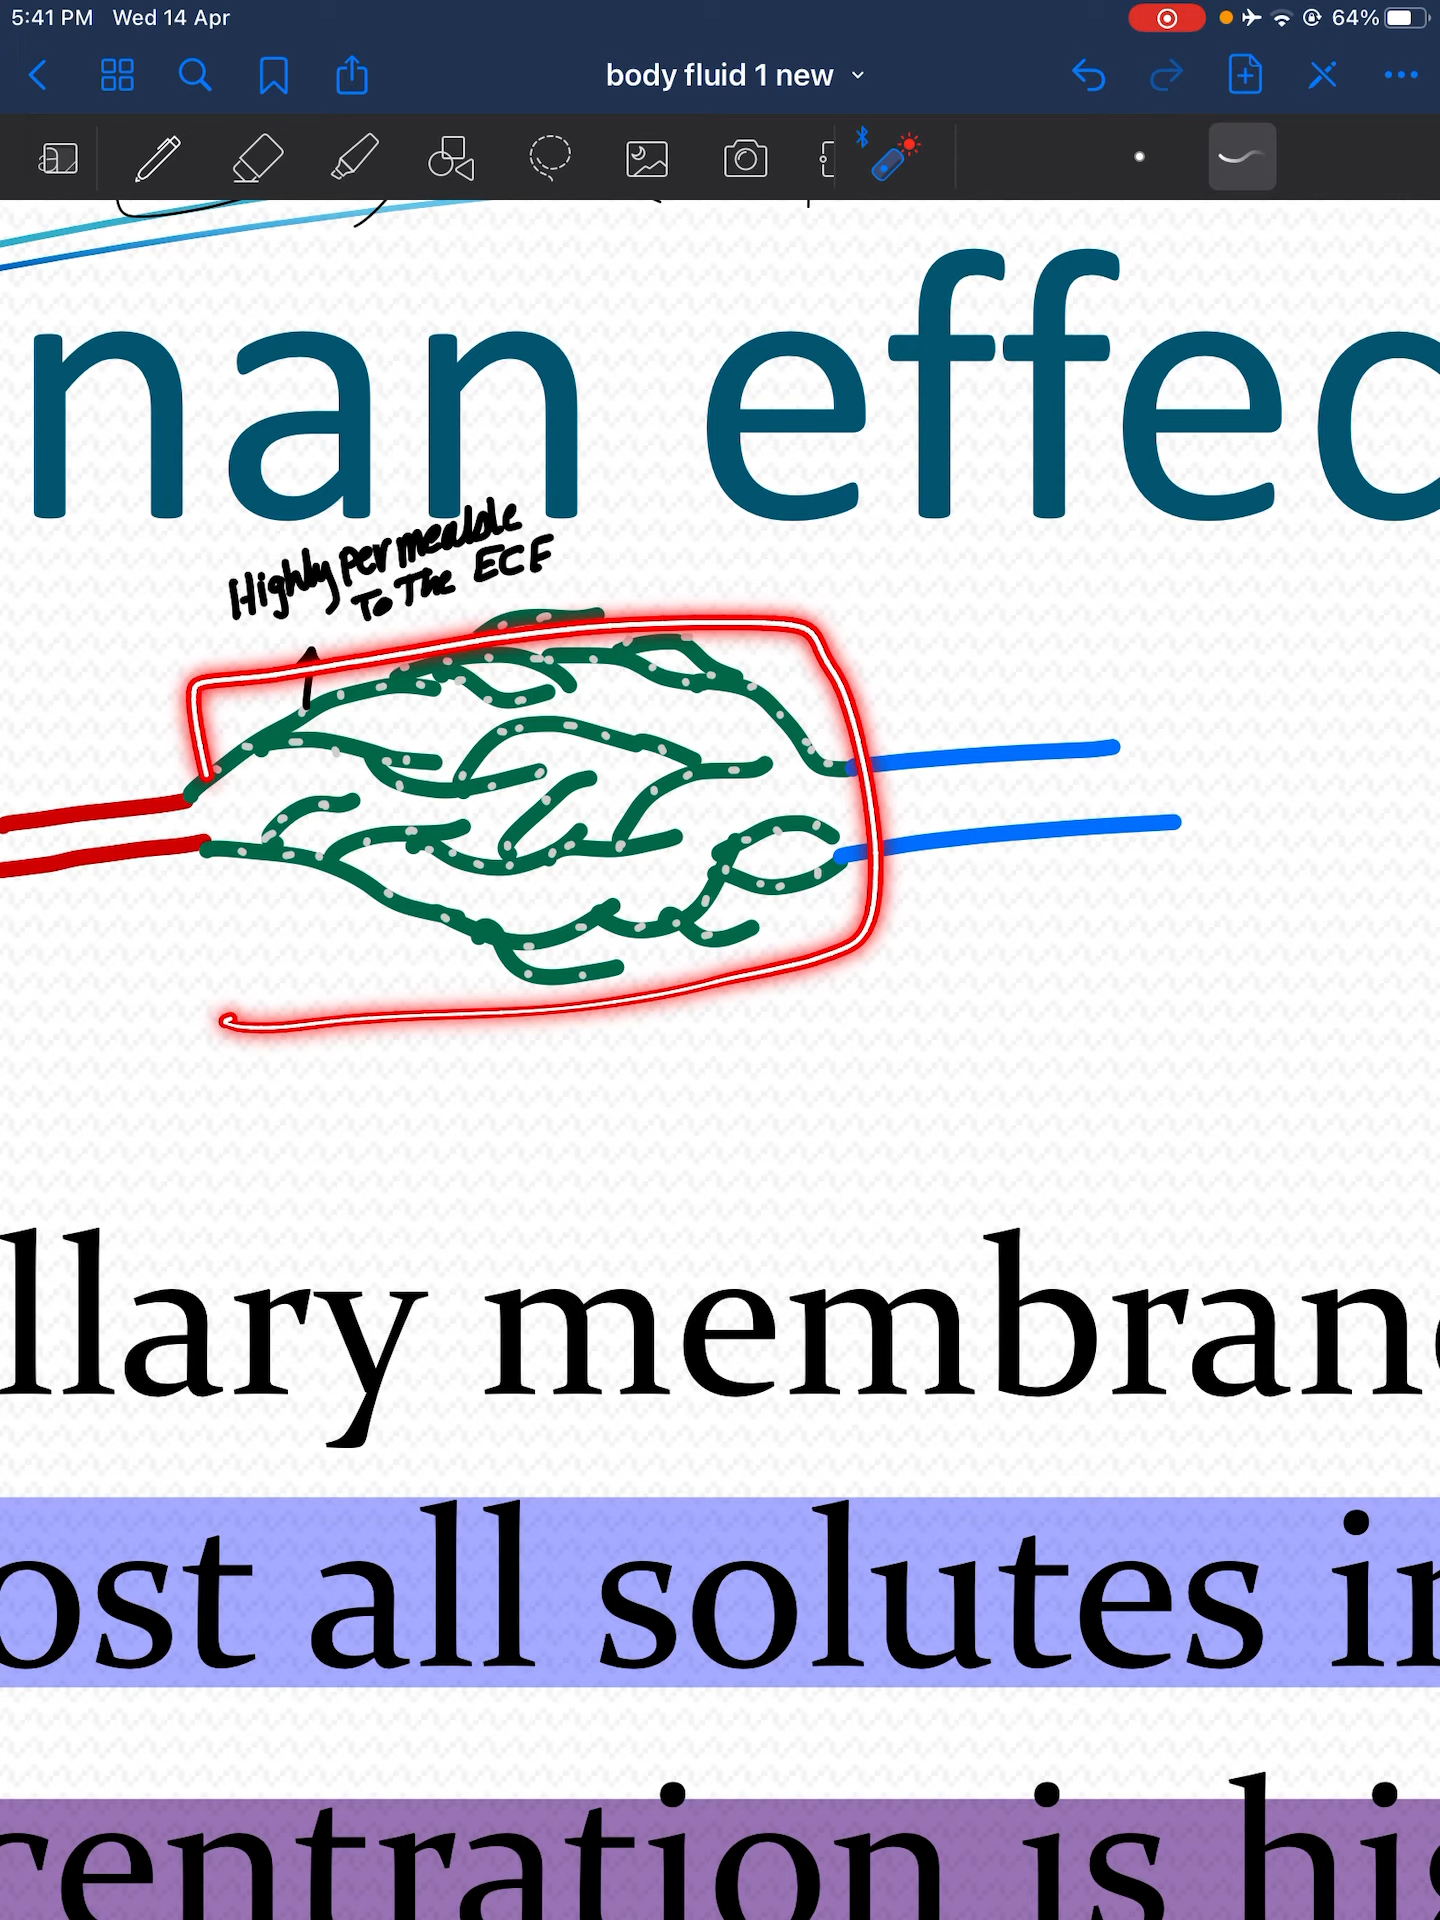 5:41 PM Wed 14 Apr 64%
body fluid 1 new
nan effec
Highly permeable
To The ECF
llary membran
ost all solutes in
centration is hig